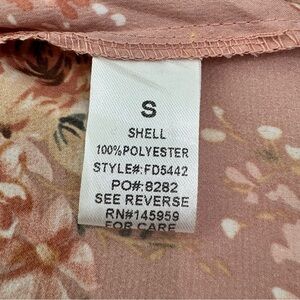 S
SHELL
100%POLYESTER
STYLE#:FD5442
PO#:8282
SEE REVERSE
RN#145959
FOR CARE